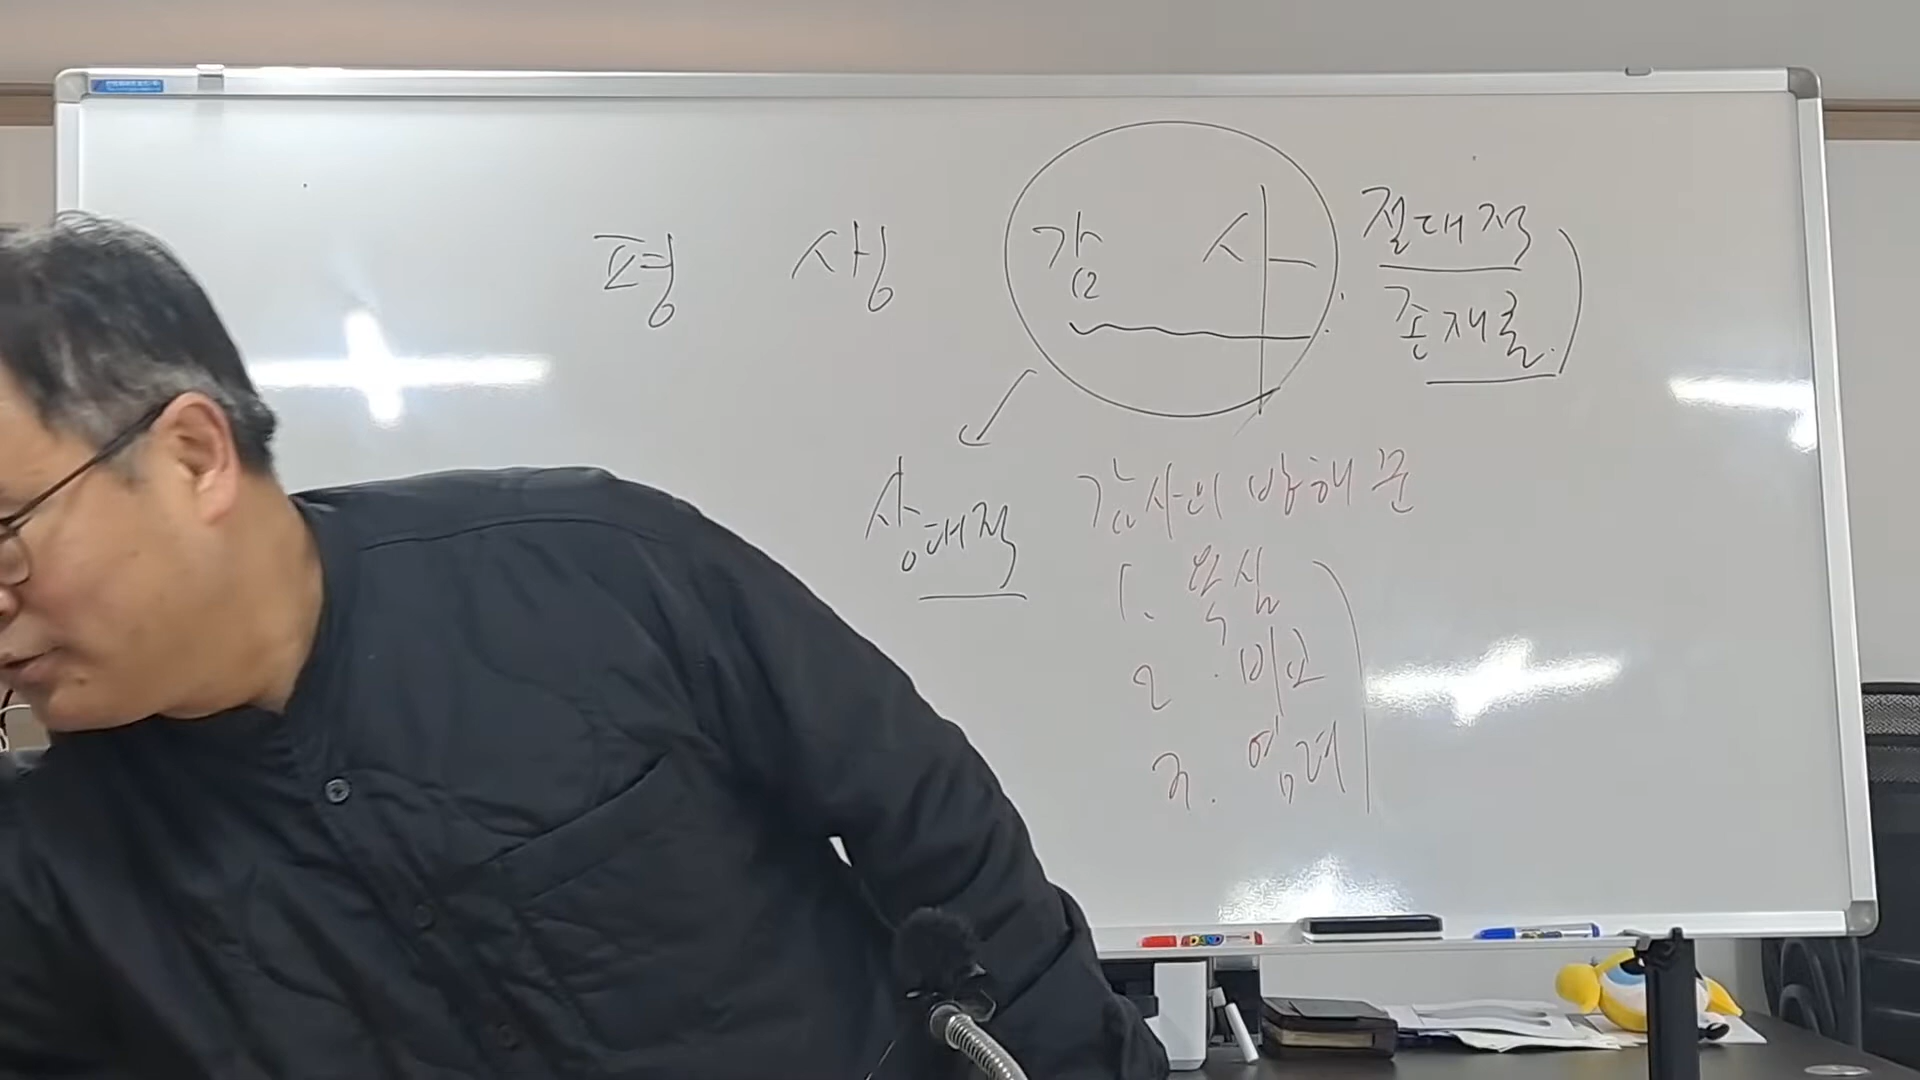 평 생 감 사
절대적
존재론.
상대적
감사의 방해꾼
1. 욕심
2. 비교
3. 염려